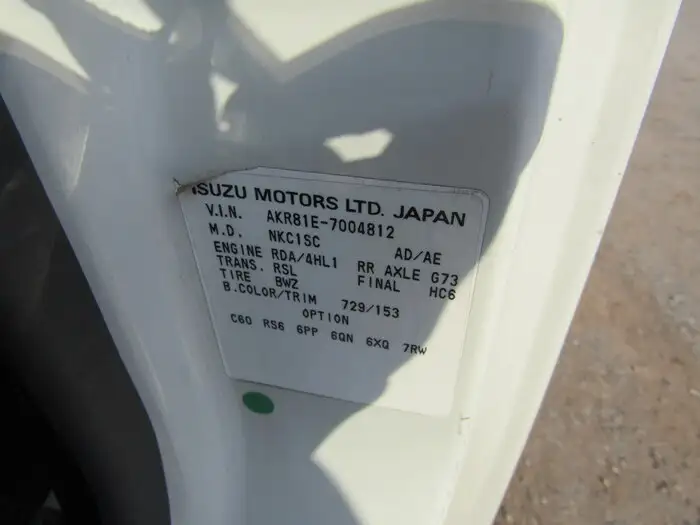 ISUZU MOTORS LTD. JAPAN
V.I.N. AKR81E-7004812
M.D. NKC1SC AD/AE
ENGINE RDA/4HL1 RR AXLE G73
TRANS. RSL FINAL HC6
TIRE BWZ
B.COLOR/TRIM 729/153
OPTION
C6Q RS6 6PP 6QN 6XQ 7RW